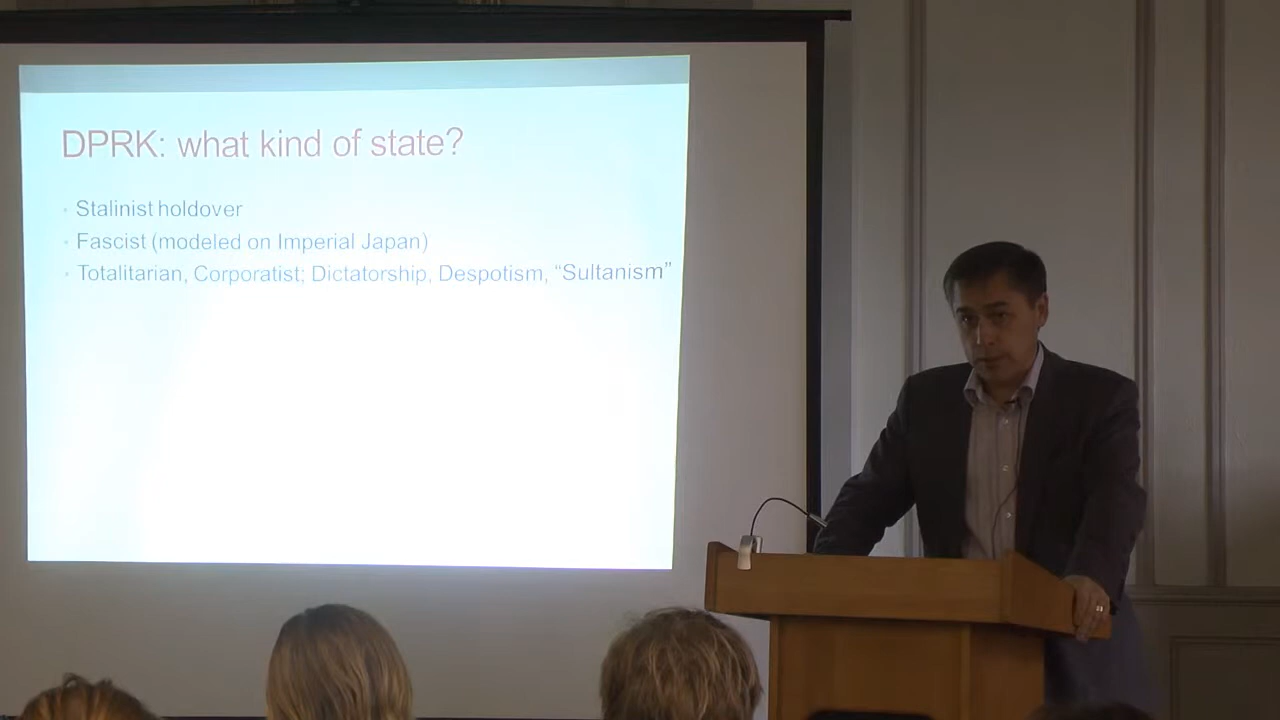 DPRK: what kind of state?
· Stalinist holdover
· Fascist (modeled on Imperial Japan)
· Totalitarian, Corporatist; Dictatorship, Despotism, “Sultanism”